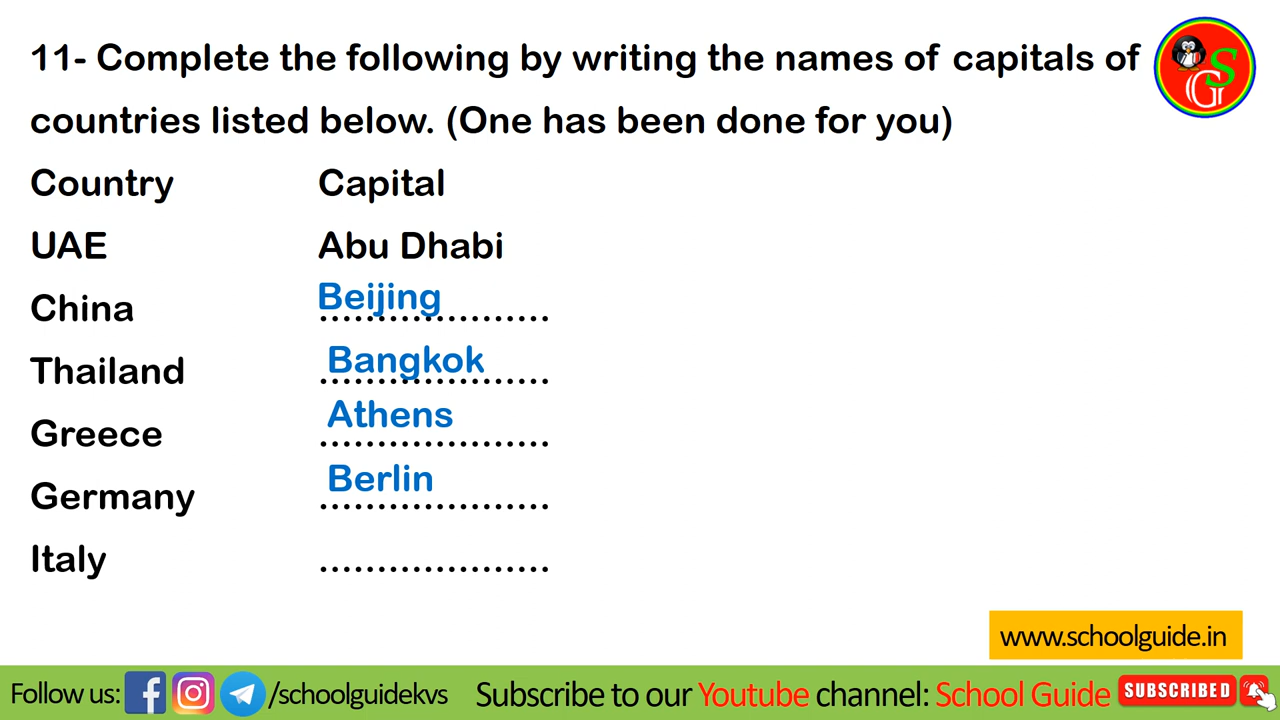 11- Complete the following by writing the names of capitals of
countries listed below. (One has been done for you)
Country Capital
UAE Abu Dhabi
China Beijing ....................
Thailand Bangkok ....................
Greece Athens ....................
Germany Berlin ....................
Italy ....................
SG
www.schoolguide.in
Follow us: /schoolguidekvs Subscribe to our Youtube channel: School Guide SUBSCRIBED